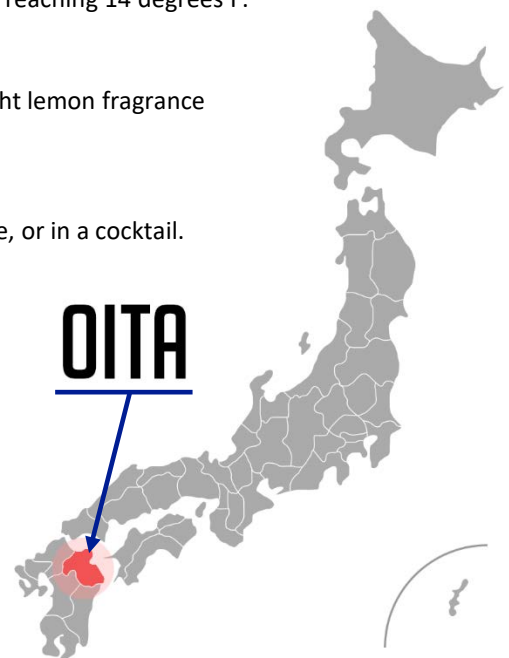 reaching 14 degrees F.
ht lemon fragrance
e, or in a cocktail.
OITA